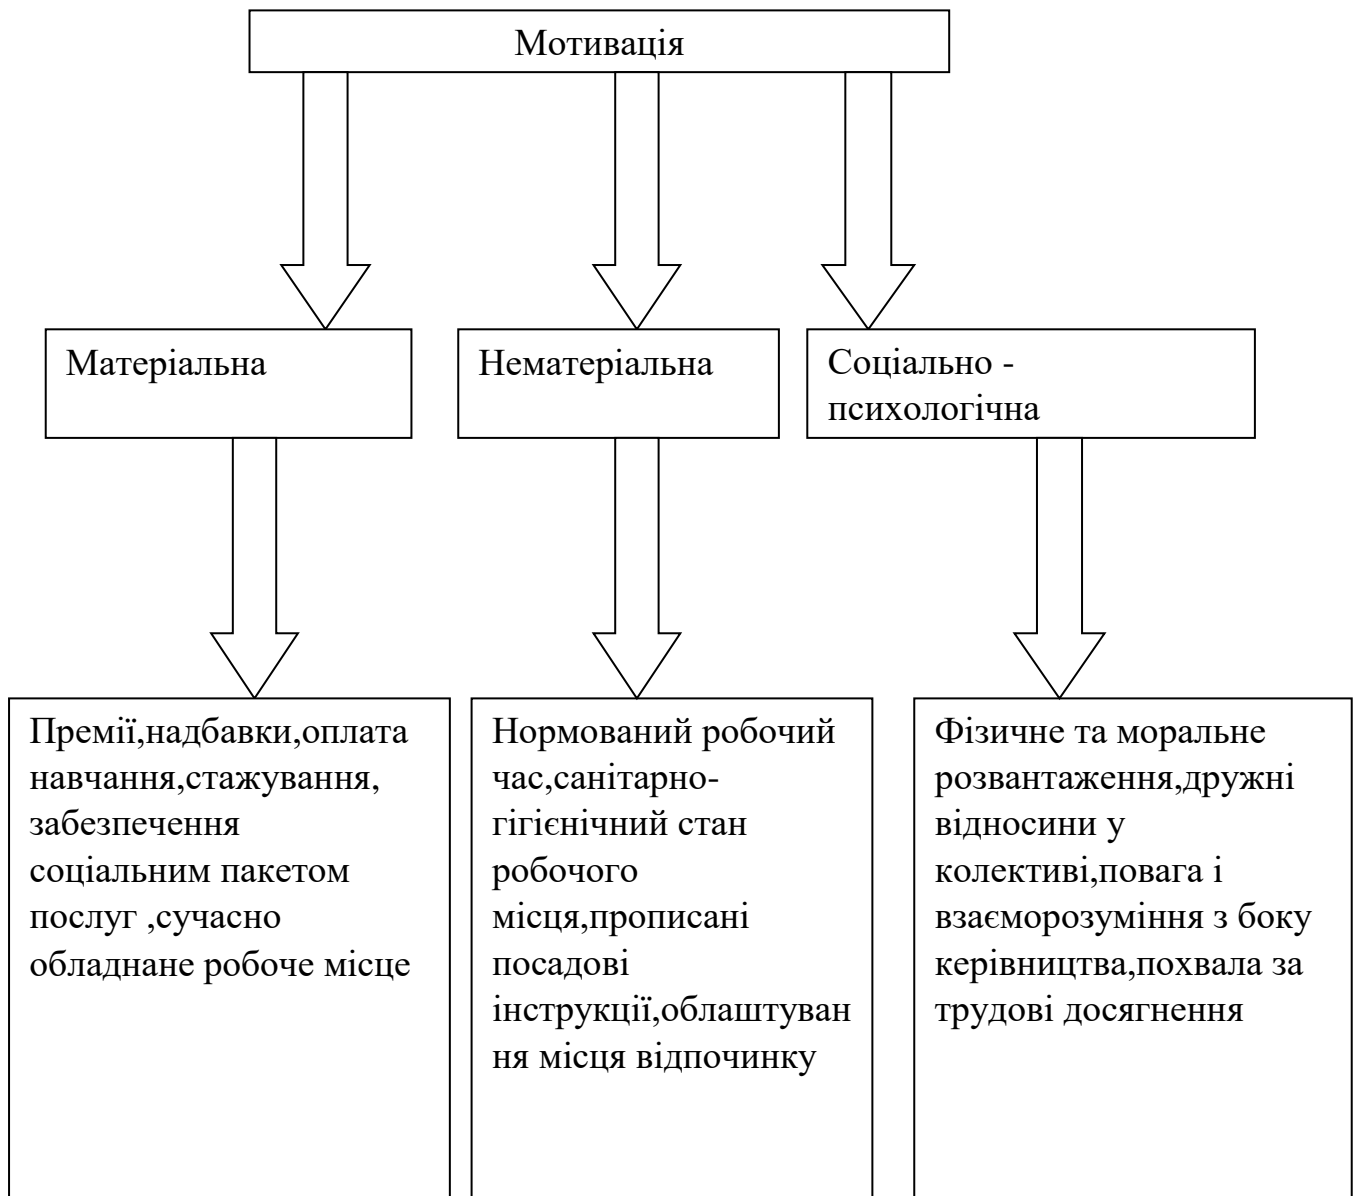 Мотивація
Матеріальна
Нематеріальна
Соціально -
психологічна
Премії,надбавки,оплата
навчання,стажування,
забезпечення
соціальним пакетом
послуг ,сучасно
обладнане робоче місце
Нормований робочий
час,санітарно-
гігієнічний стан
робочого
місця,прописані
посадові
інструкції,облаштуван
ня місця відпочинку
Фізичне та моральне
розвантаження,дружні
відносини у
колективі,повага і
взаєморозуміння з боку
керівництва,похвала за
трудові досягнення